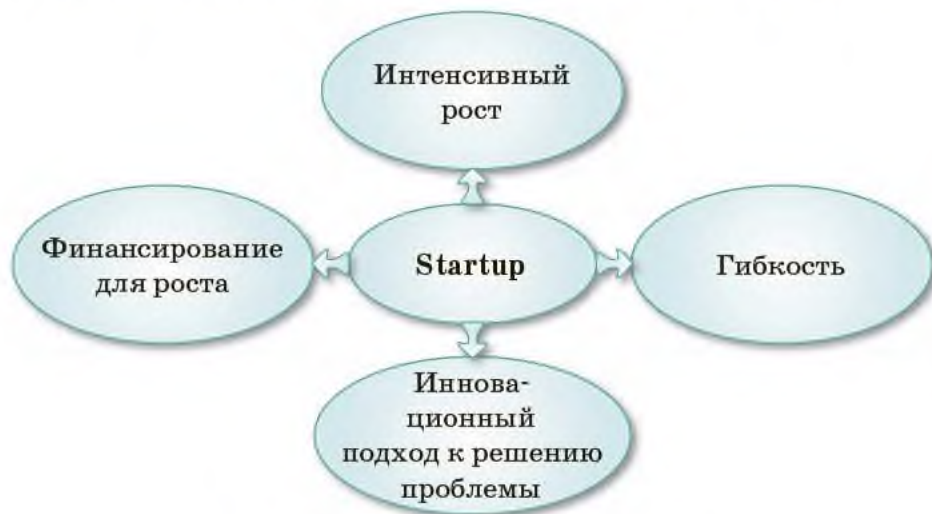 Интенсивный
рост
Финансирование
для роста
Startup
Гибкость
Иннова-
ционный
подход к решению
проблемы